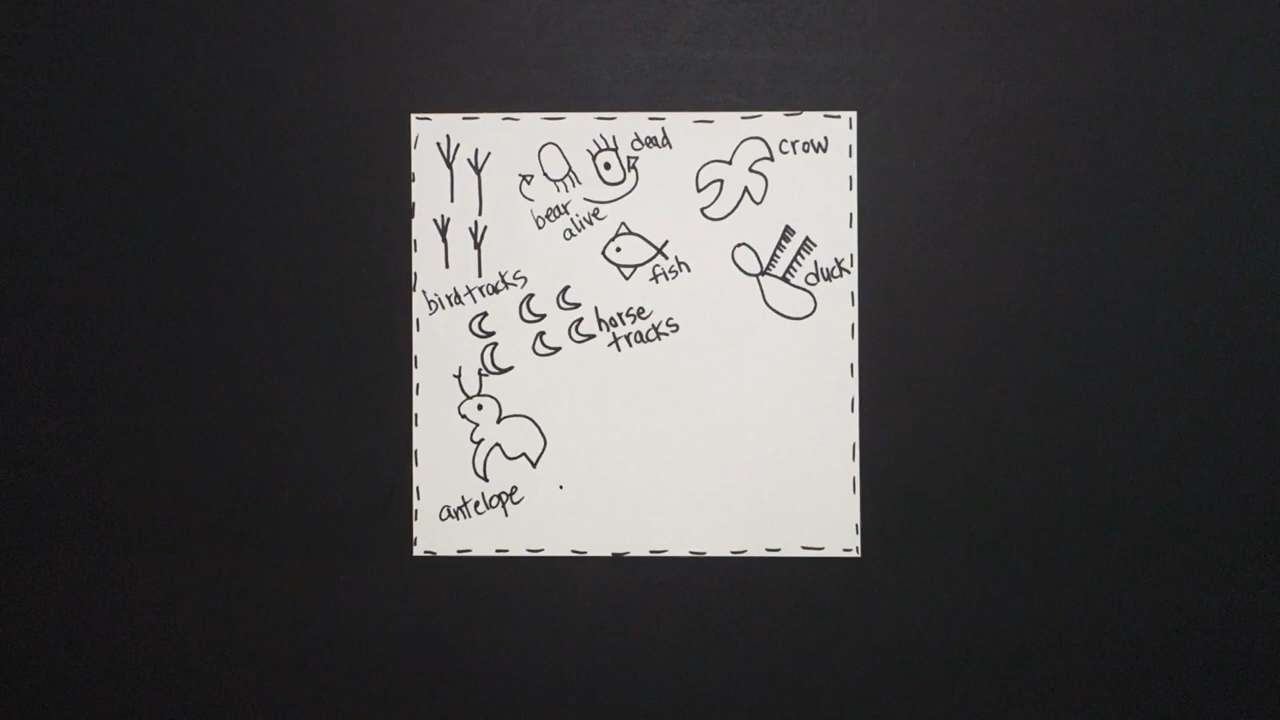 dead
bear
alive
crow
fish
duck
bird tracks
horse
tracks
antelope